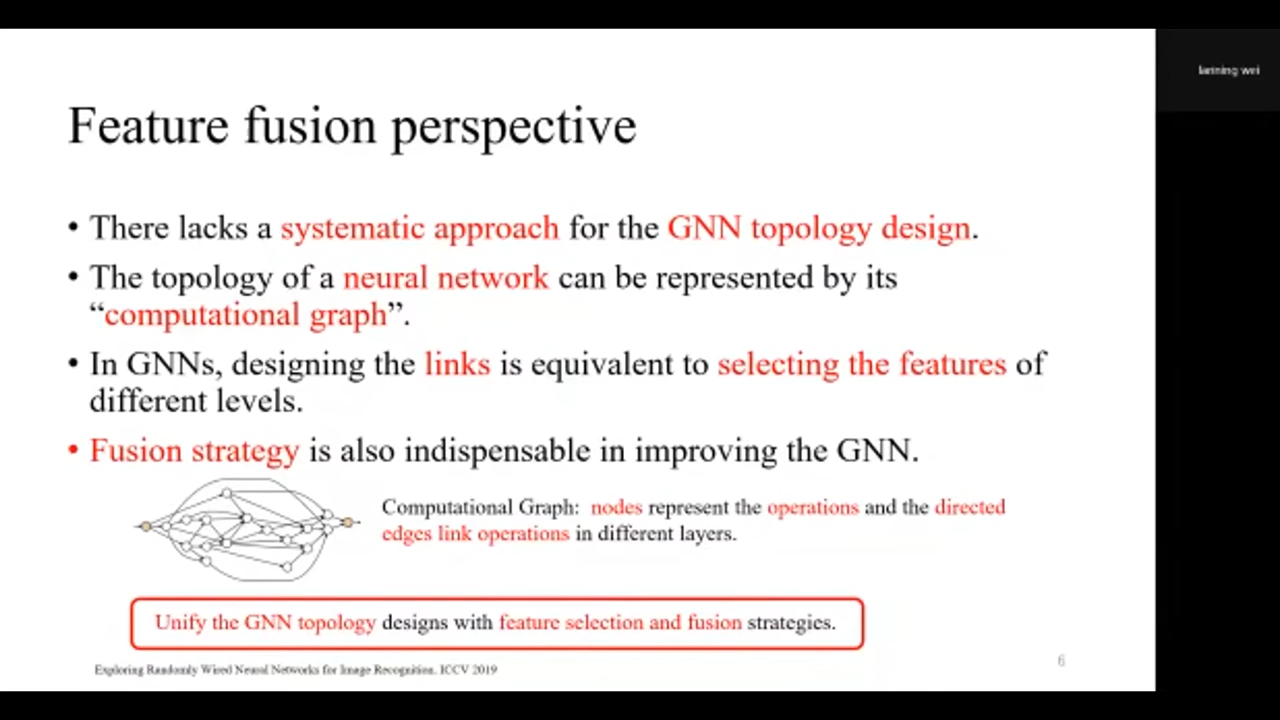 lanning wei
Feature fusion perspective
• There lacks a systematic approach for the GNN topology design.
• The topology of a neural network can be represented by its
“computational graph”.
• In GNNs, designing the links is equivalent to selecting the features of
different levels.
• Fusion strategy is also indispensable in improving the GNN.
Computational Graph: nodes represent the operations and the directed
edges link operations in different layers.
Unify the GNN topology designs with feature selection and fusion strategies.
Exploring Randomly Wired Neural Networks for Image Recognition. ICCV 2019
6